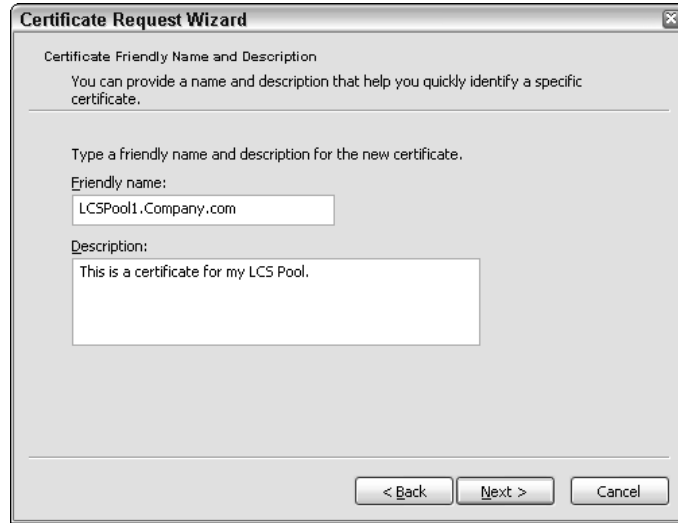 Certificate Request Wizard
Certificate Friendly Name and Description
You can provide a name and description that help you quickly identify a specific
certificate.
Type a friendly name and description for the new certificate.
Friendly name:
LCSPool1.Company.com
Description:
This is a certificate for my LCS Pool.
< Back Next > Cancel